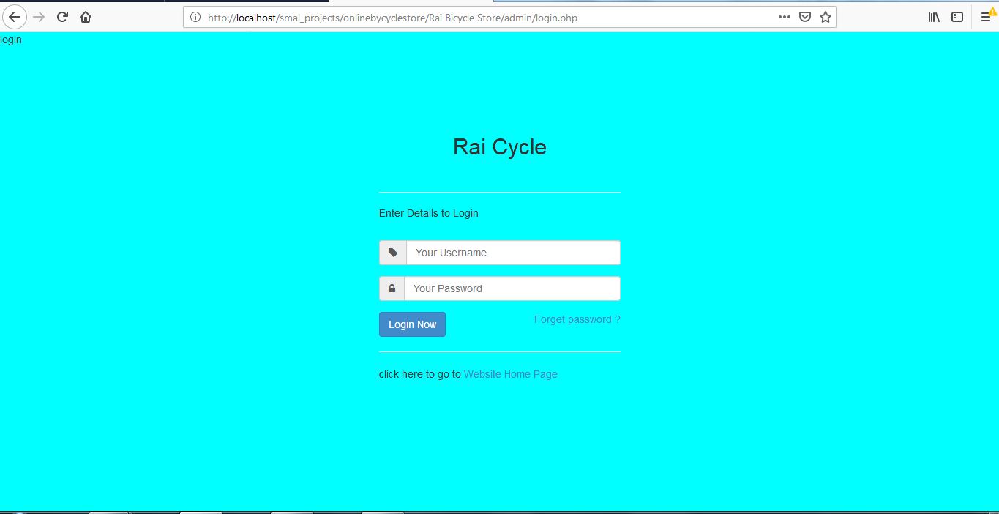 http://localhost/smal_projects/onlinebycyclestore/Rai Bicycle Store/admin/login.php
login
Rai Cycle
Enter Details to Login
Your Username
Your Password
Login Now Forget password ?
click here to go to Website Home Page